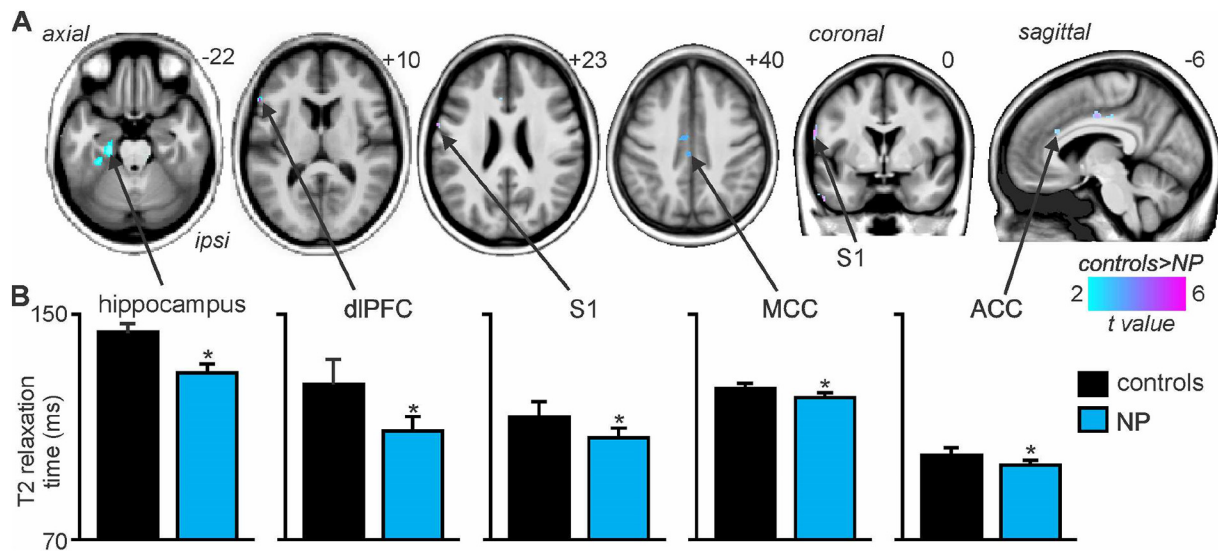 A
axial
-22
+10
+23
+40
coronal
0
sagittal
-6
ipsi
S1
controls>NP
2
6
t value
B
hippocampus
dlPFC
S1
MCC
ACC
150
T2 relaxation
time (ms)
70
*
*
*
*
*
controls
NP